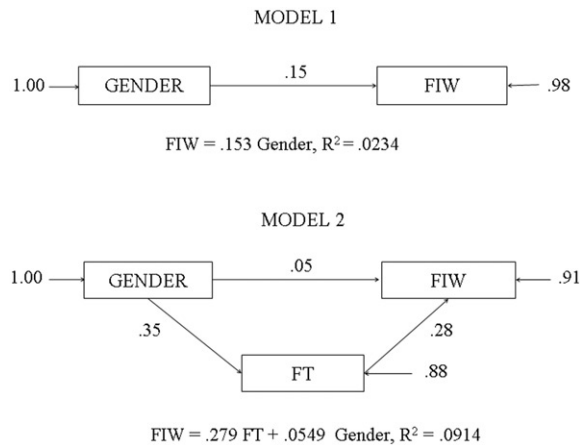 MODEL 1
.15
1.00 GENDER FIW .98
FIW = .153 Gender, R² = .0234
MODEL 2
.05
1.00 GENDER FIW .91
.35 .28
FT .88
FIW = .279 FT + .0549 Gender, R² = .0914